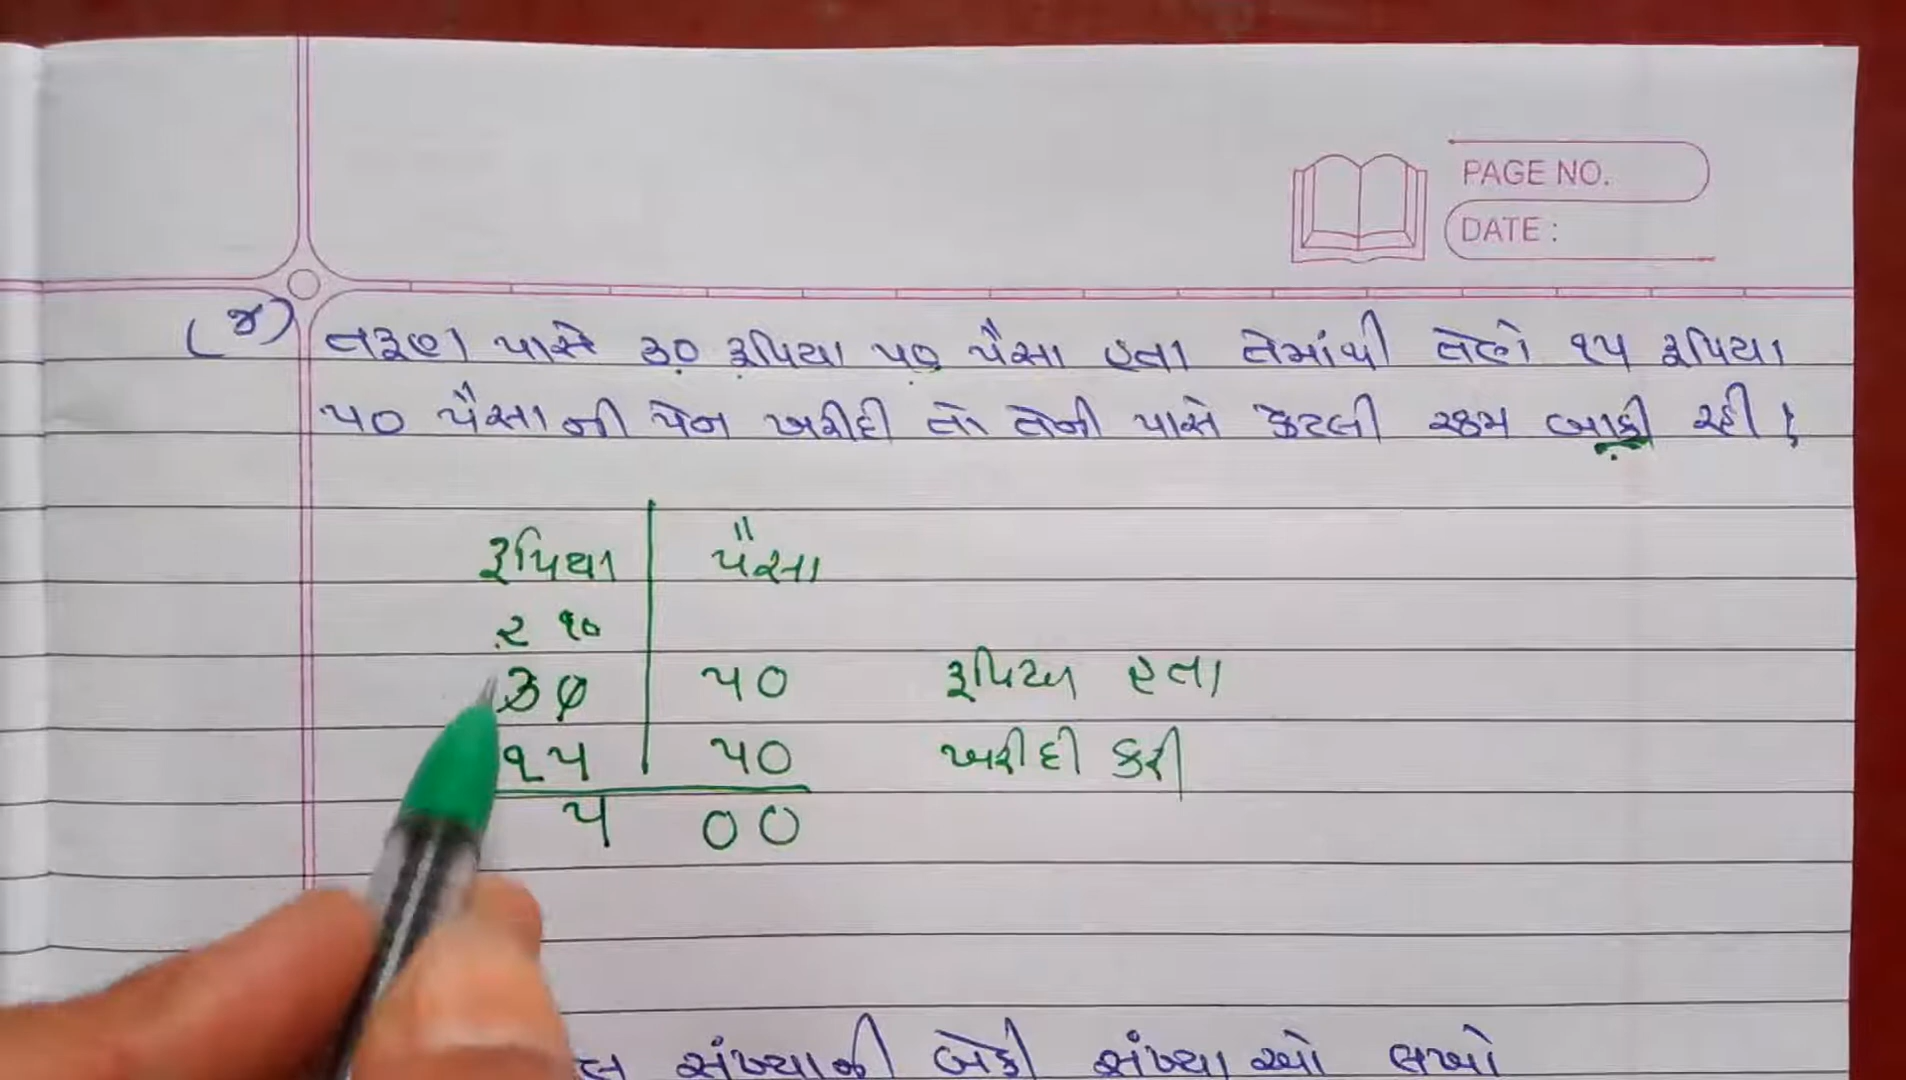 PAGE NO.
DATE :
(૪) તરૂણ પાસે ૩૦ રૂપિયા ૫૦ પૈસા હતા તેમાંથી તેણે ૧૫ રૂપિયા
૫૦ પૈસા ની પેન ખરીદી તો તેની પાસે કેટલી રકમ બાકી રહી ?
રૂપિયા પૈસા
૨ ૧૦
૩૦ ૫૦ રૂપિયા હતા
૧૫ ૫૦ ખરીદી કરી
૫ ૦૦
સંખ્યાની બેકી સંખ્યાઓ લખો